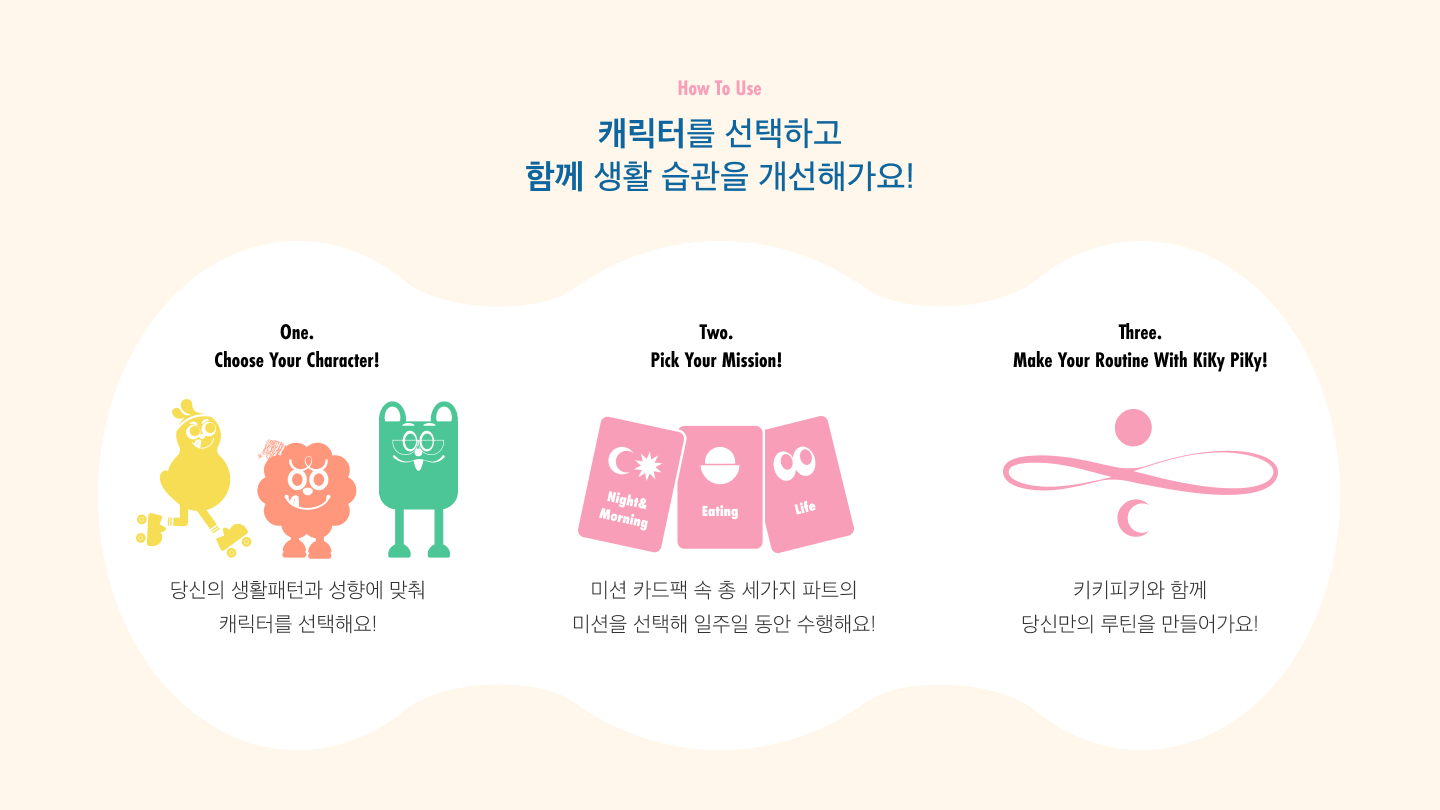 How To Use
캐릭터를 선택하고
함께 생활 습관을 개선해가요!
One.
Choose Your Character!
당신의 생활패턴과 성향에 맞춰
캐릭터를 선택해요!
Two.
Pick Your Mission!
Night&
Morning
Eating
Life
미션 카드팩 속 총 세가지 파트의
미션을 선택해 일주일 동안 수행해요!
Three.
Make Your Routine With KiKy PiKy!
키키피키와 함께
당신만의 루틴을 만들어가요!